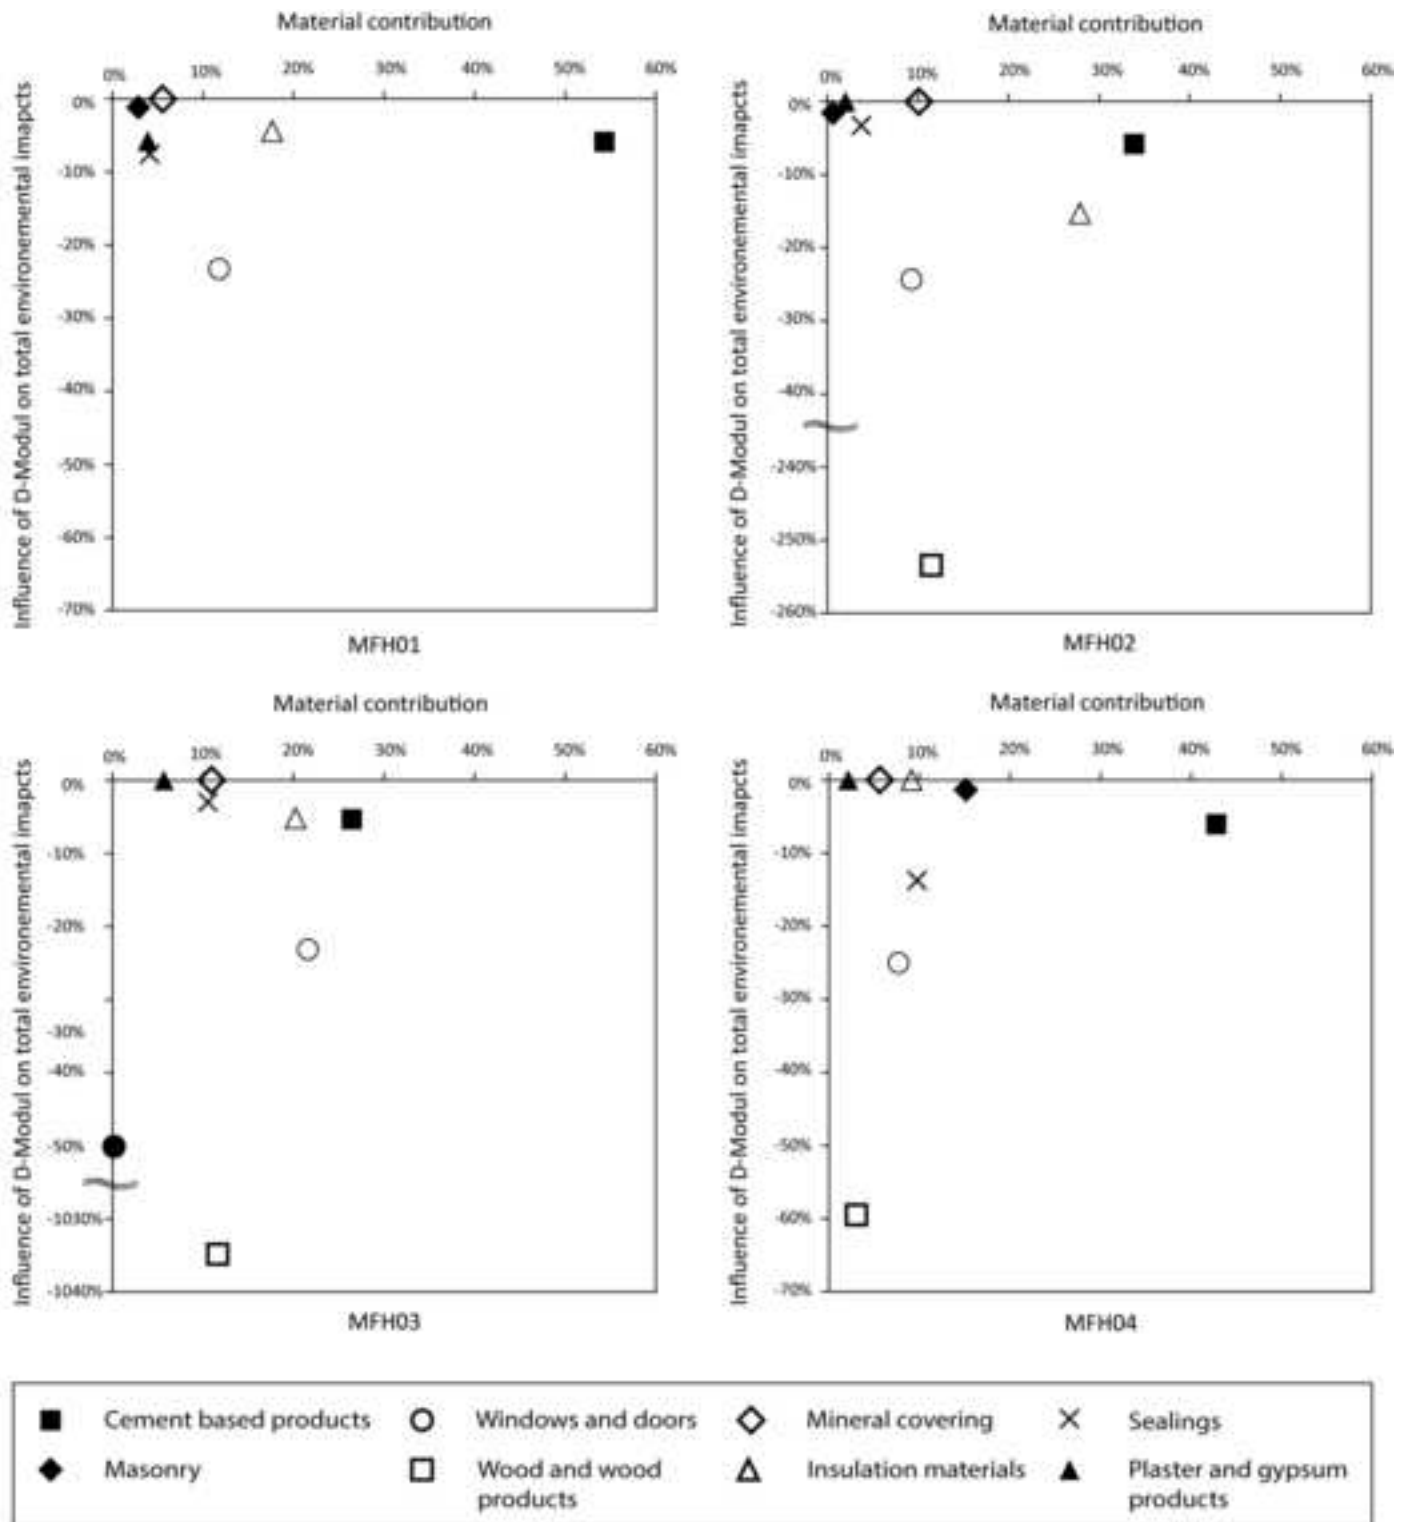 Material contribution
0% 10% 20% 30% 40% 50% 60%
Influence of D-Modul on total environemental imapcts
0%
-10%
-20%
-30%
-40%
-50%
-60%
-70%
MFH01
Material contribution
0% 10% 20% 30% 40% 50% 60%
Influence of D-Modul on total environemental imapcts
0%
-10%
-20%
-30%
-40%
-240%
-250%
-260%
MFH02
Material contribution
0% 10% 20% 30% 40% 50% 60%
Influence of D-Modul on total environemental imapcts
0%
-10%
-20%
-30%
-40%
-50%
-1030%
-1040%
MFH03
Material contribution
0% 10% 20% 30% 40% 50% 60%
Influence of D-Modul on total environemental imapcts
0%
-10%
-20%
-30%
-40%
-50%
-60%
-70%
MFH04
Cement based products
Windows and doors
Mineral covering
Sealings
Masonry
Wood and wood
products
Insulation materials
Plaster and gypsum
products